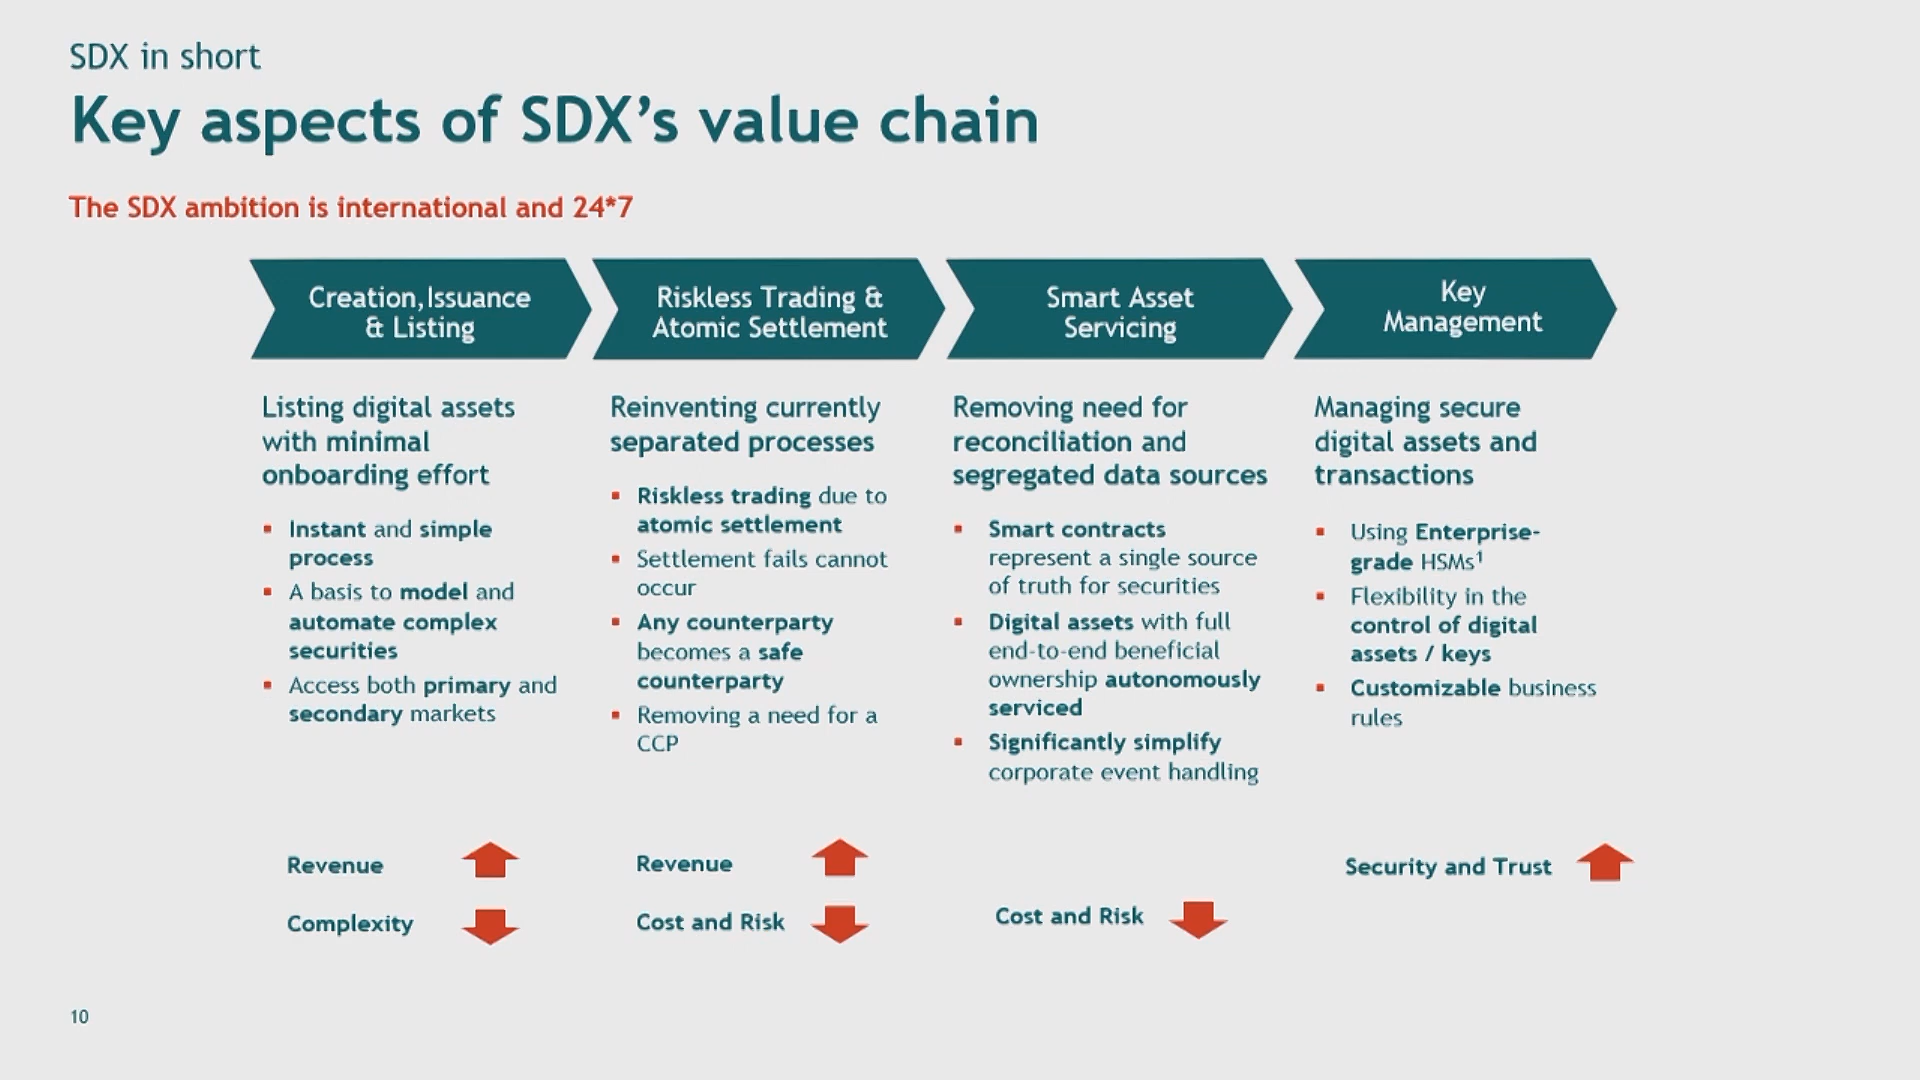 SDX in short
Key aspects of SDX’s value chain
The SDX ambition is international and 24*7
Creation,Issuance
& Listing
Listing digital assets
with minimal
onboarding effort
▪ Instant and simple
process
▪ A basis to model and
automate complex
securities
▪ Access both primary and
secondary markets
Revenue
Complexity
Riskless Trading &
Atomic Settlement
Reinventing currently
separated processes
▪ Riskless trading due to
atomic settlement
▪ Settlement fails cannot
occur
▪ Any counterparty
becomes a safe
counterparty
▪ Removing a need for a
CCP
Revenue
Cost and Risk
Smart Asset
Servicing
Removing need for
reconciliation and
segregated data sources
▪ Smart contracts
represent a single source
of truth for securities
▪ Digital assets with full
end-to-end beneficial
ownership autonomously
serviced
▪ Significantly simplify
corporate event handling
Cost and Risk
Key
Management
Managing secure
digital assets and
transactions
▪ Using Enterprise-
grade HSMs¹
▪ Flexibility in the
control of digital
assets / keys
▪ Customizable business
rules
Security and Trust
10